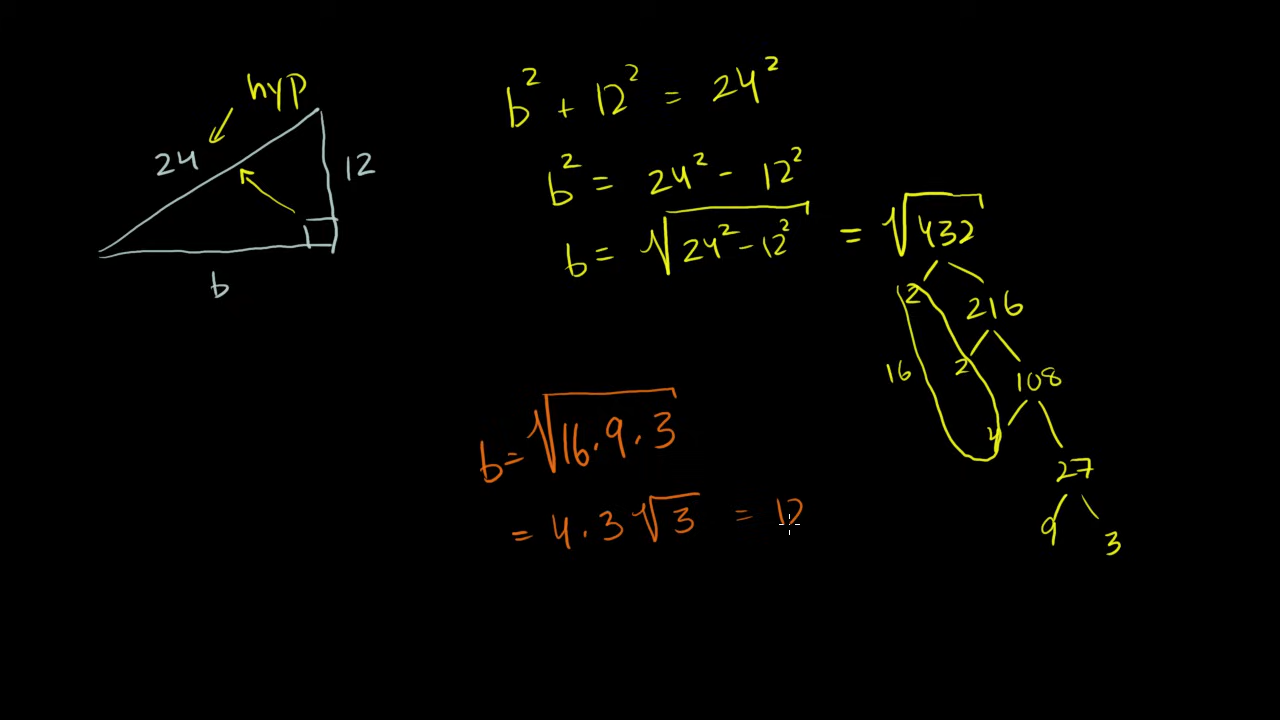 hyp
24
12
b
b² + 12² = 24²
b² = 24² - 12²
b = √(24² - 12²) = √432
2
216
16
2
108
4
27
9
3
b = √(16 · 9 · 3)
= 4 · 3√3 = 12